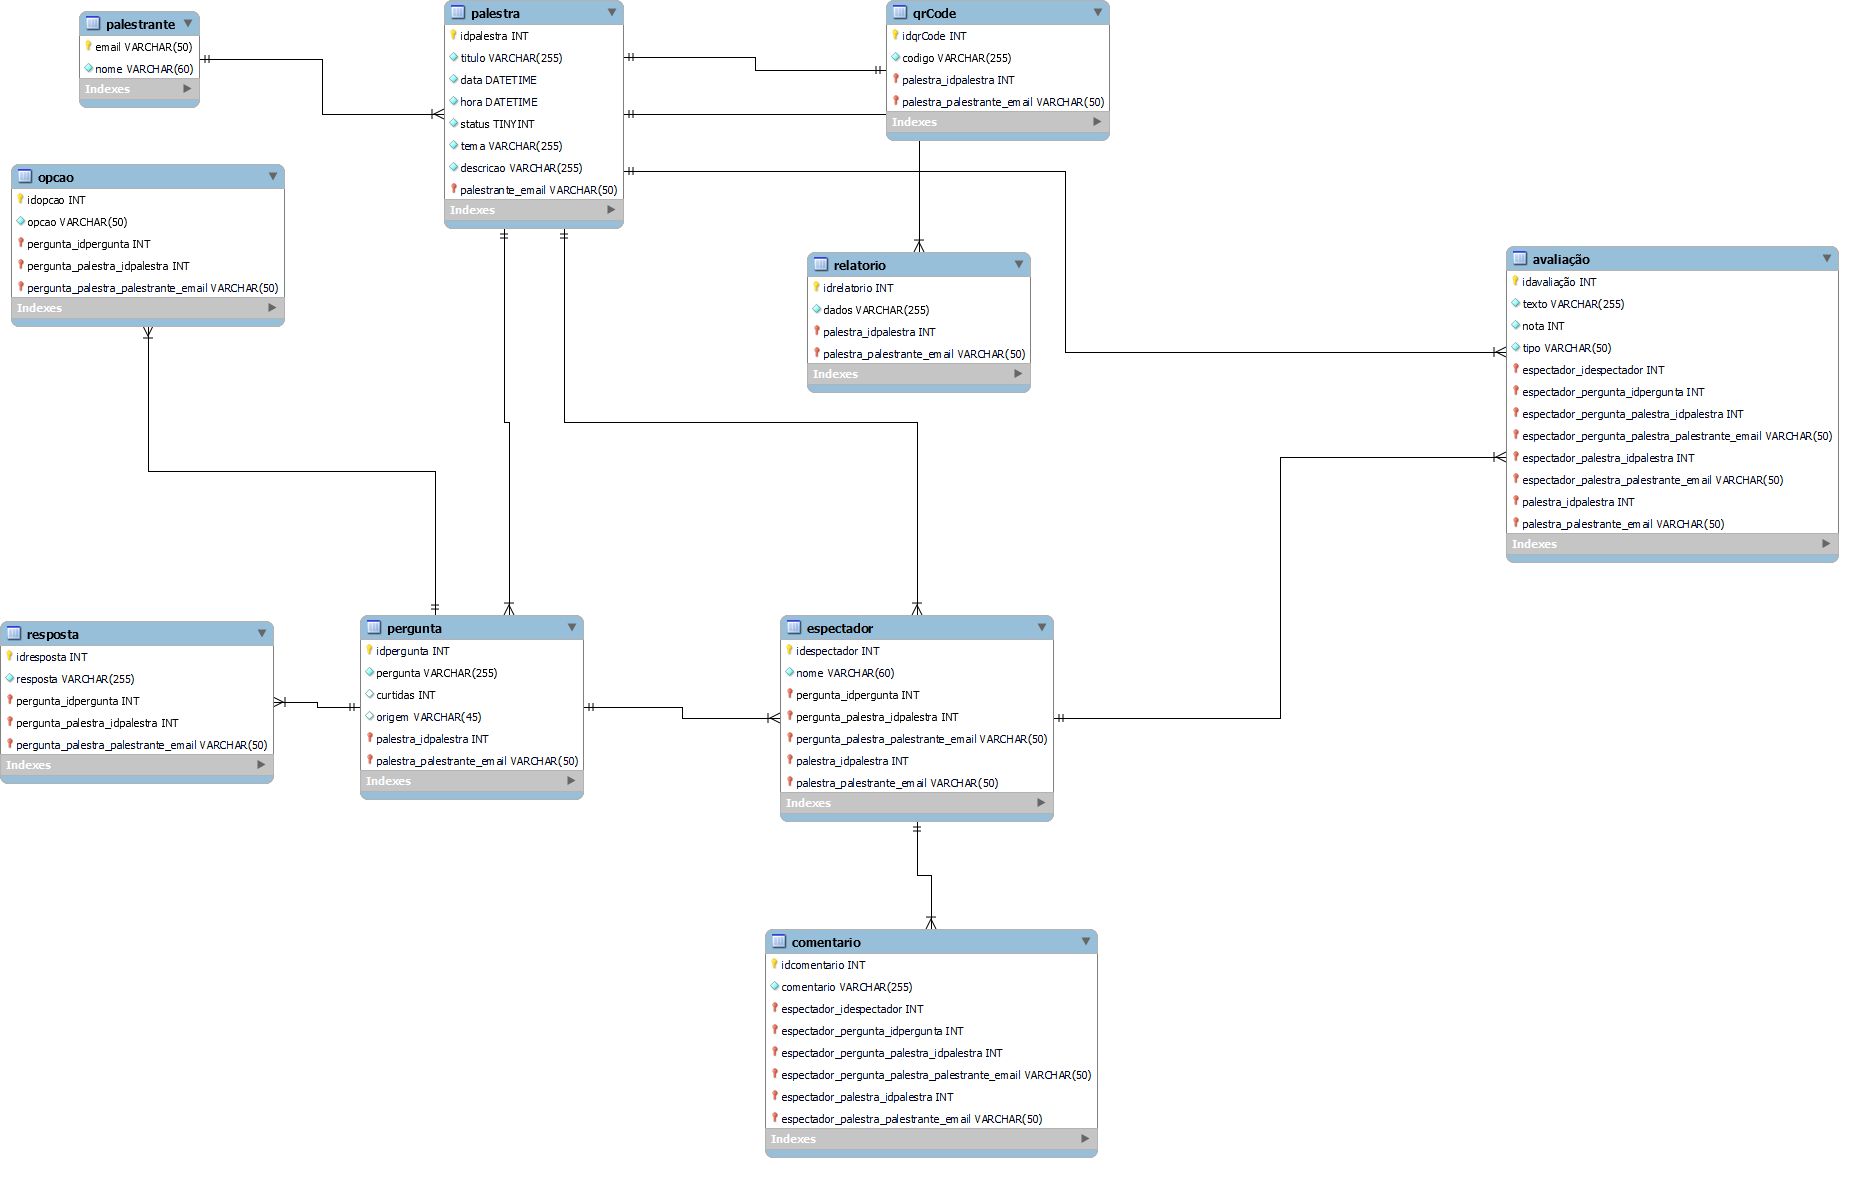 palestrante
email VARCHAR(50)
nome VARCHAR(60)
Indexes
palestra
idpalestra INT
titulo VARCHAR(255)
data DATETIME
hora DATETIME
status TINYINT
tema VARCHAR(255)
descricao VARCHAR(255)
palestrante_email VARCHAR(50)
Indexes
qrCode
idqrCode INT
codigo VARCHAR(255)
palestra_idpalestra INT
palestra_palestrante_email VARCHAR(50)
Indexes
opcao
idopcao INT
opcao VARCHAR(50)
pergunta_idpergunta INT
pergunta_palestra_idpalestra INT
pergunta_palestra_palestrante_email VARCHAR(50)
Indexes
relatorio
idrelatorio INT
dados VARCHAR(255)
palestra_idpalestra INT
palestra_palestrante_email VARCHAR(50)
Indexes
avaliação
idavaliação INT
texto VARCHAR(255)
nota INT
tipo VARCHAR(50)
espectador_idespectador INT
espectador_pergunta_idpergunta INT
espectador_pergunta_palestra_idpalestra INT
espectador_pergunta_palestra_palestrante_email VARCHAR(50)
espectador_palestra_idpalestra INT
espectador_palestra_palestrante_email VARCHAR(50)
palestra_idpalestra INT
palestra_palestrante_email VARCHAR(50)
Indexes
resposta
idresposta INT
resposta VARCHAR(255)
pergunta_idpergunta INT
pergunta_palestra_idpalestra INT
pergunta_palestra_palestrante_email VARCHAR(50)
Indexes
pergunta
idpergunta INT
pergunta VARCHAR(255)
curtidas INT
origem VARCHAR(45)
palestra_idpalestra INT
palestra_palestrante_email VARCHAR(50)
Indexes
espectador
idespectador INT
nome VARCHAR(60)
pergunta_idpergunta INT
pergunta_palestra_idpalestra INT
pergunta_palestra_palestrante_email VARCHAR(50)
palestra_idpalestra INT
palestra_palestrante_email VARCHAR(50)
Indexes
comentario
idcomentario INT
comentario VARCHAR(255)
espectador_idespectador INT
espectador_pergunta_idpergunta INT
espectador_pergunta_palestra_idpalestra INT
espectador_pergunta_palestra_palestrante_email VARCHAR(50)
espectador_palestra_idpalestra INT
espectador_palestra_palestrante_email VARCHAR(50)
Indexes